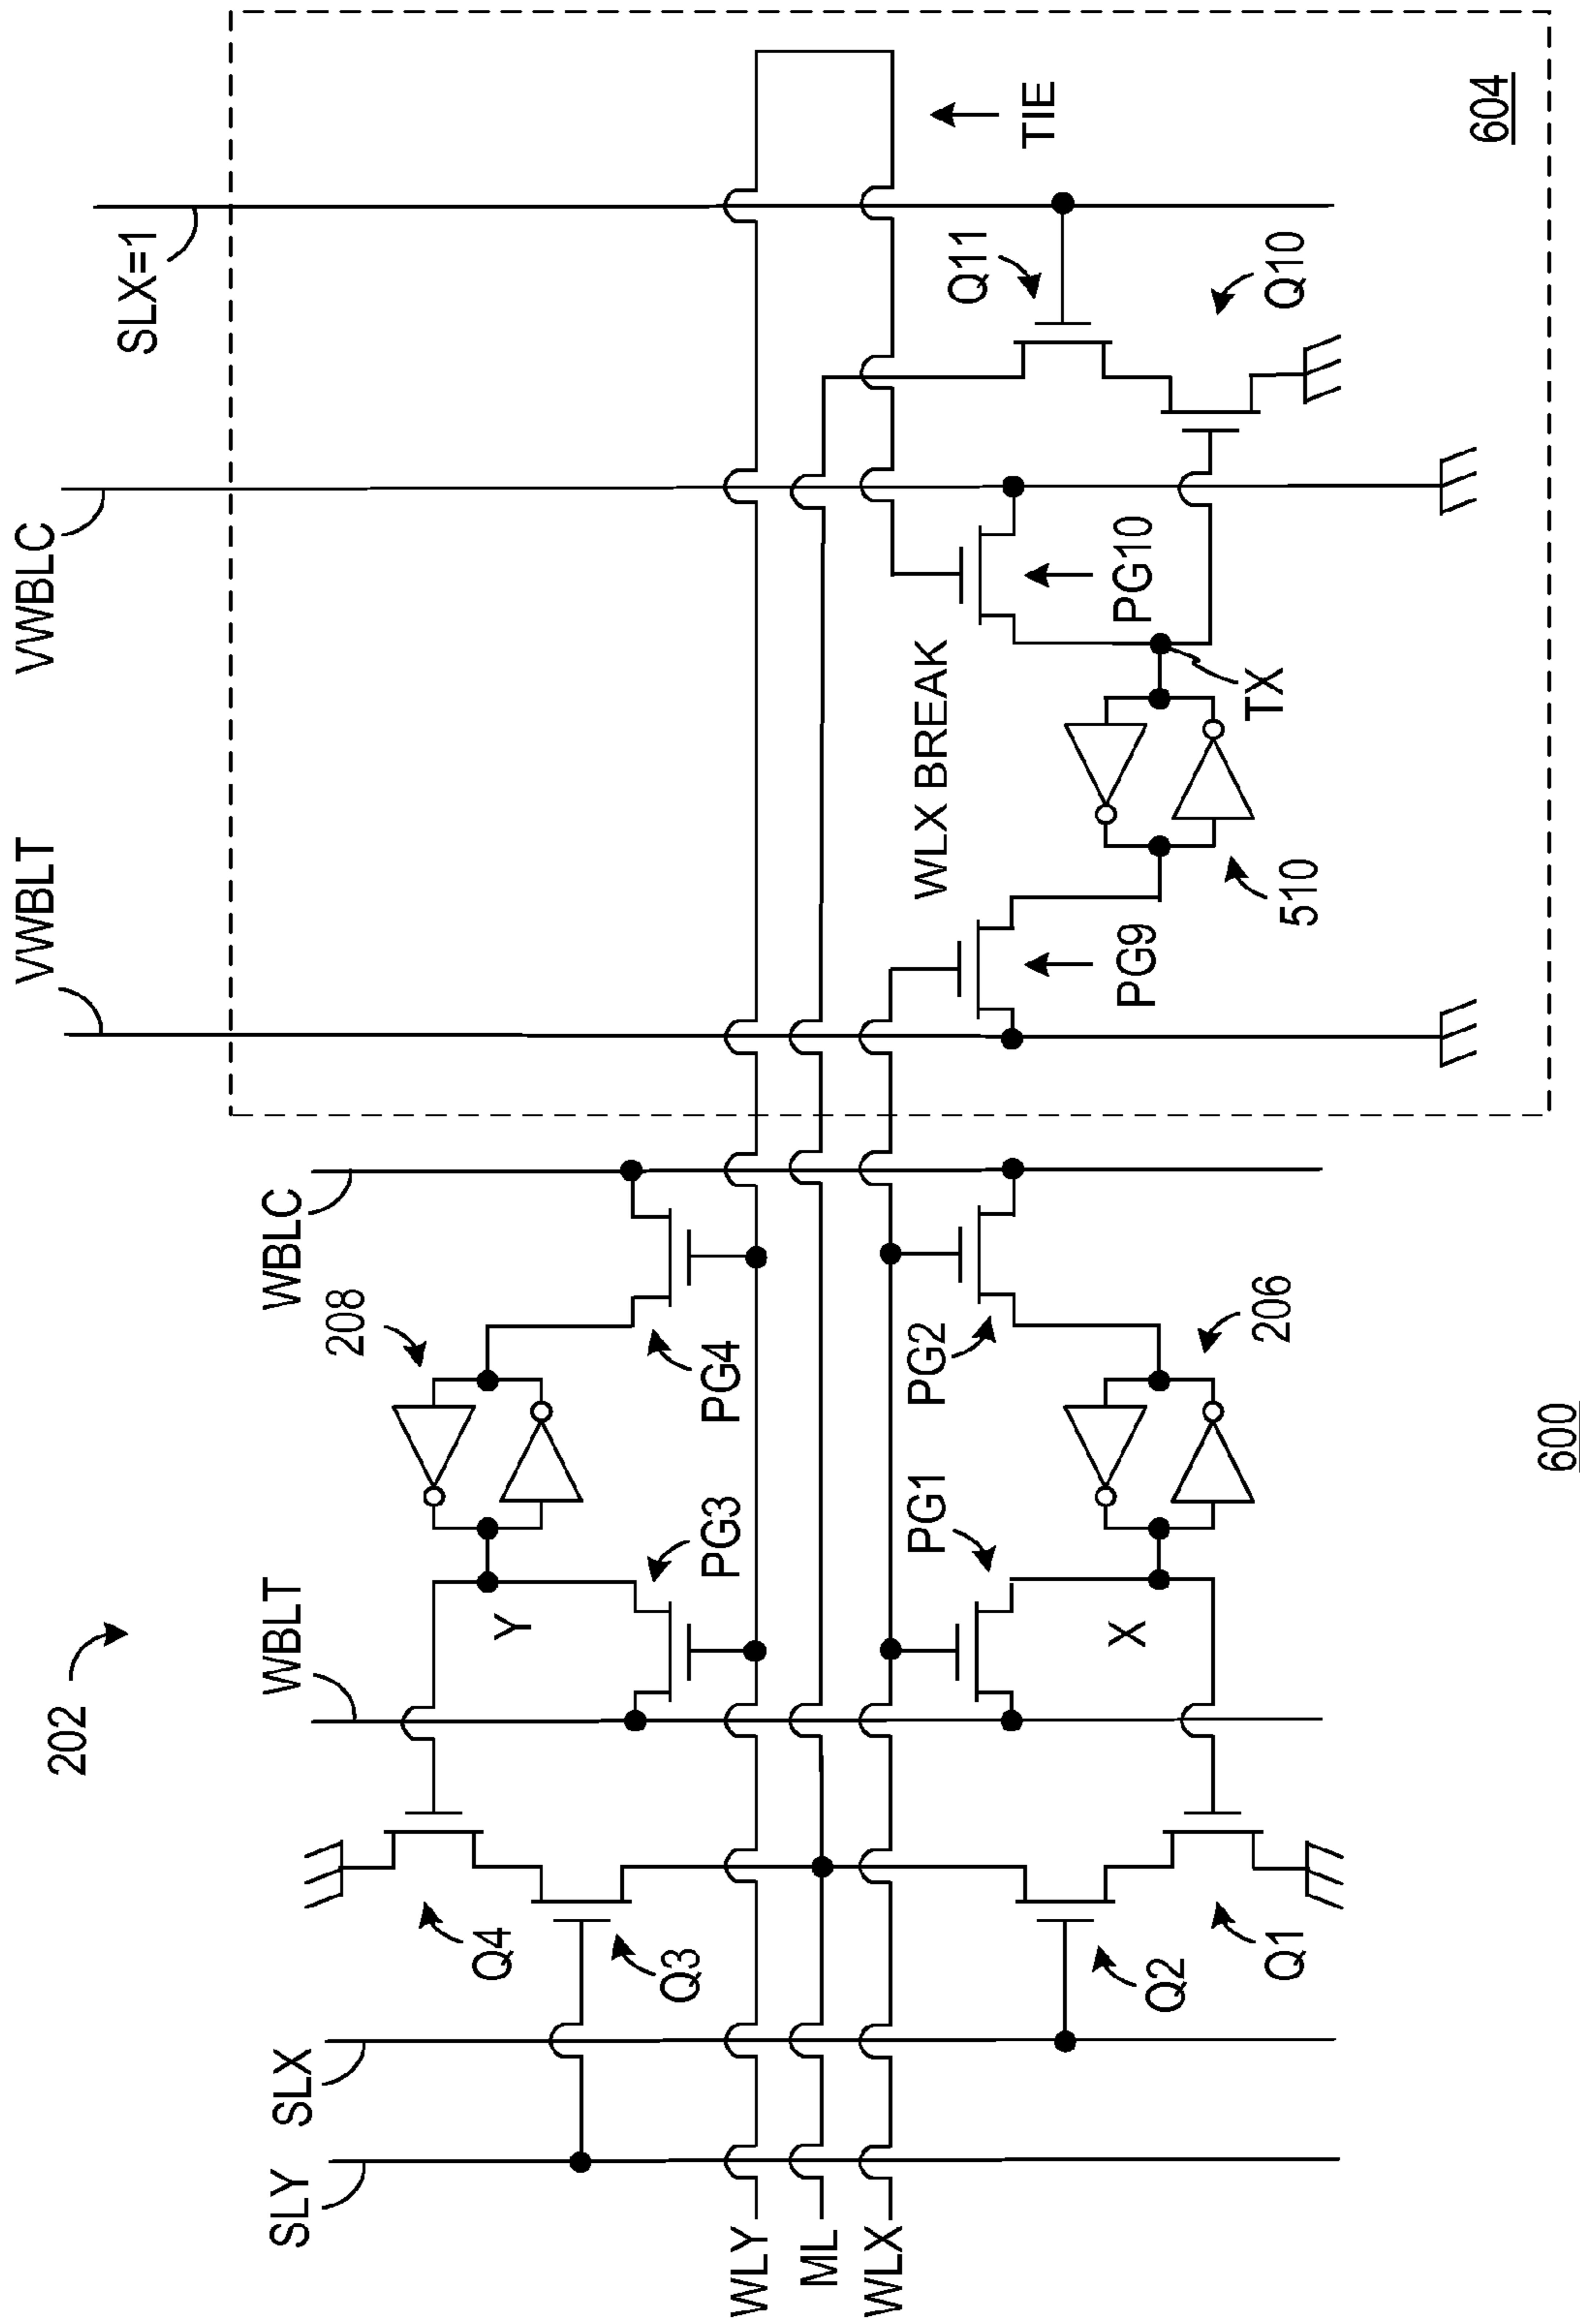 202
SLY
SLX
WBLT
WBLC
VWBLT
VWBLC
SLX=1
208
Q4
Q3
Y
PG3
PG4
WLY
ML
WLX
TIE
WLX BREAK
PG1
PG2
PG9
PG10
Q11
Q2
Q1
X
206
510
TX
Q10
604
600